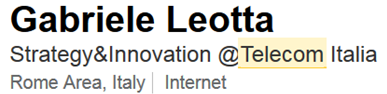 Gabriele Leotta
Strategy&Innovation @Telecom Italia
Rome Area, Italy | Internet